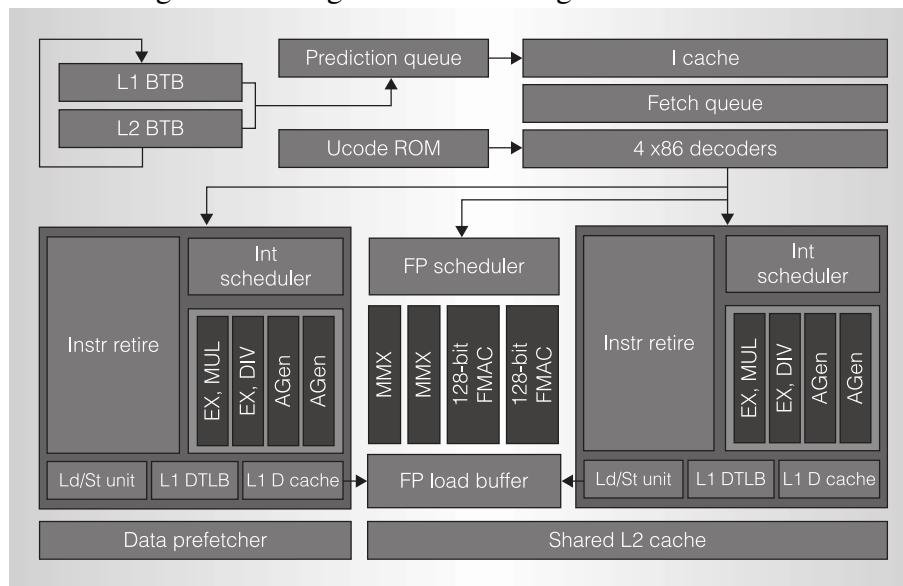 Prediction queue
I cache
L1 BTB
Fetch queue
L2 BTB
Ucode ROM
4 x86 decoders
Instr retire
Int
scheduler
EX, MUL
EX, DIV
AGen
AGen
Ld/St unit
L1 DTLB
L1 D cache
FP scheduler
MMX
MMX
128-bit
FMAC
128-bit
FMAC
FP load buffer
Instr retire
Int
scheduler
EX, MUL
EX, DIV
AGen
AGen
Ld/St unit
L1 DTLB
L1 D cache
Data prefetcher
Shared L2 cache